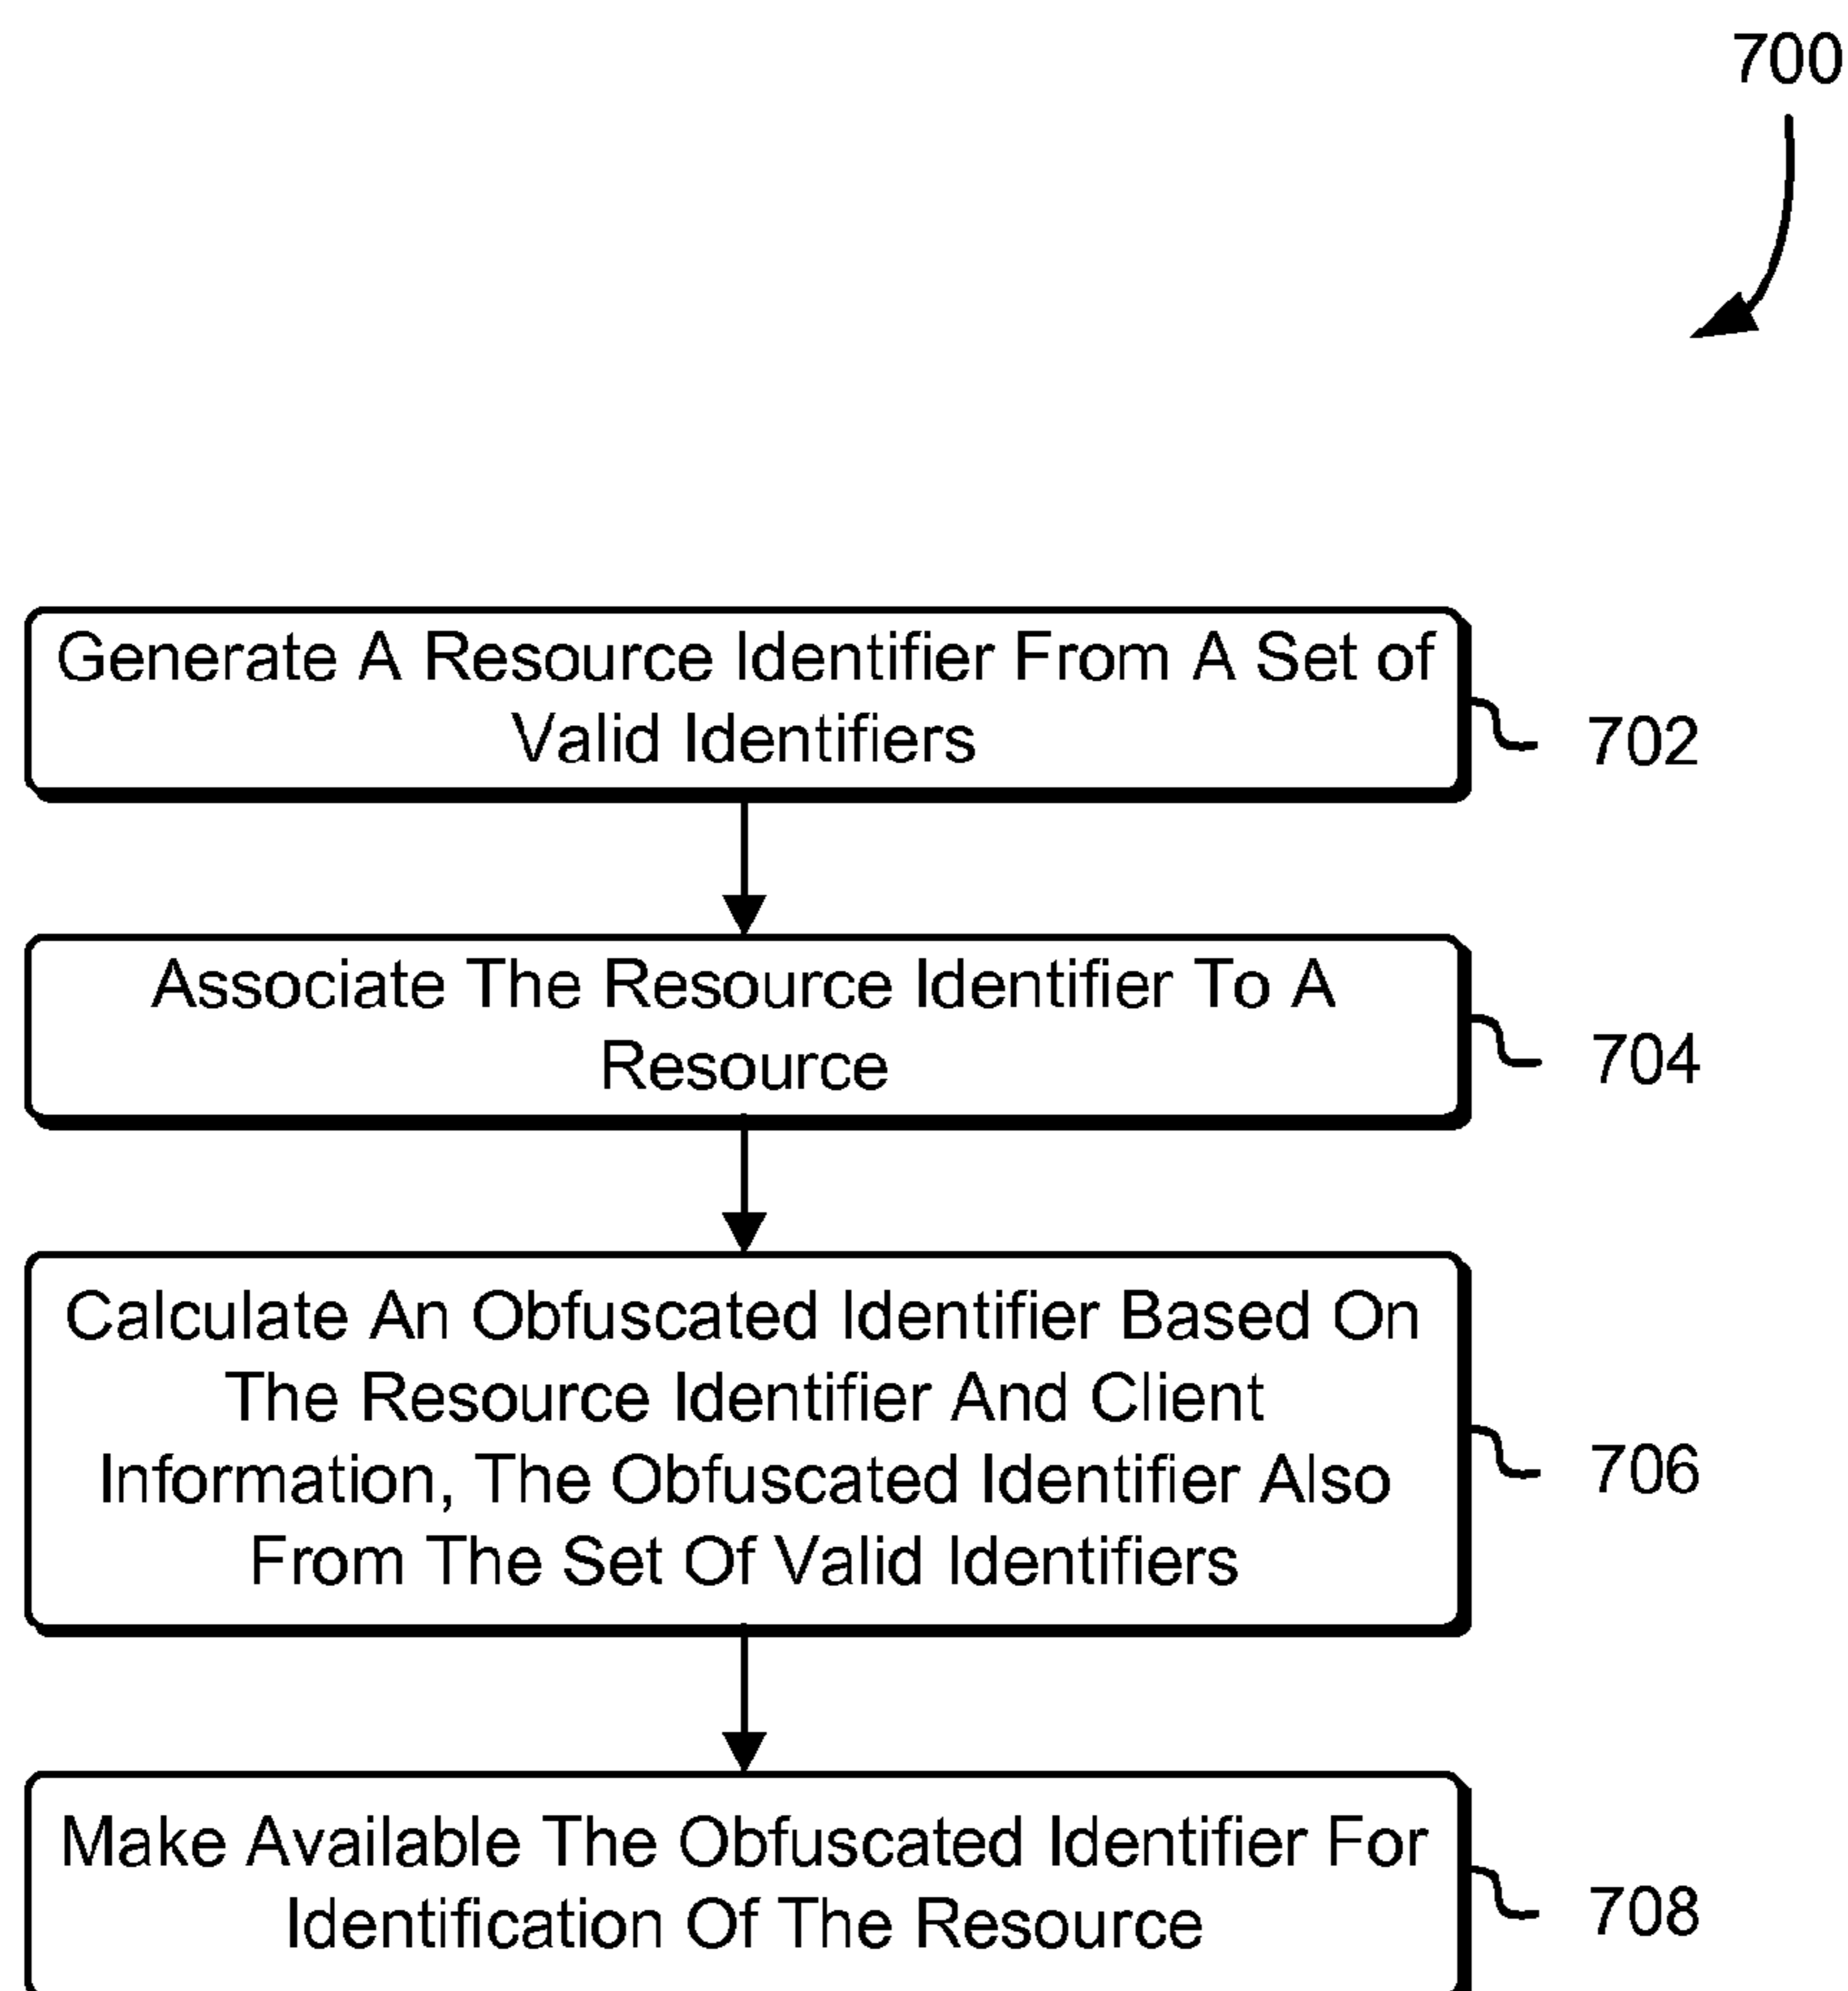 700
Generate A Resource Identifier From A Set of
Valid Identifiers
702
Associate The Resource Identifier To A
Resource
704
Calculate An Obfuscated Identifier Based On
The Resource Identifier And Client
Information, The Obfuscated Identifier Also
From The Set Of Valid Identifiers
706
Make Available The Obfuscated Identifier For
Identification Of The Resource
708